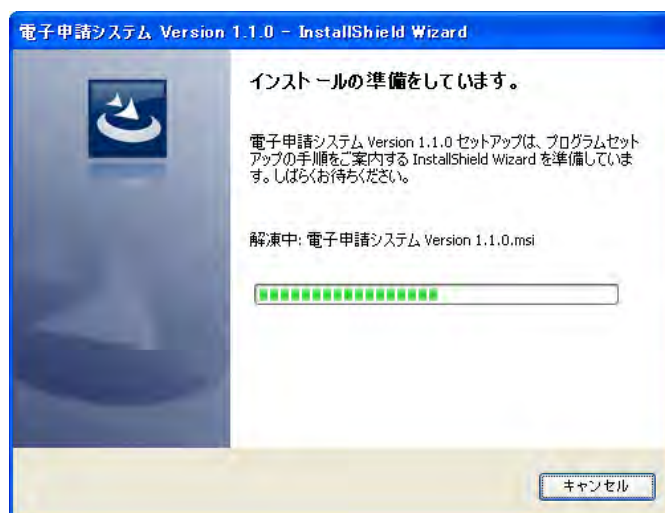 電子申請システム Version 1.1.0 - InstallShield Wizard
インストールの準備をしています。
電子申請システム Version 1.1.0 セットアップは、プログラムセット
アップの手順をご案内する InstallShield Wizard を準備していま
す。しばらくお待ちください。
解凍中: 電子申請システム Version 1.1.0.msi
キャンセル